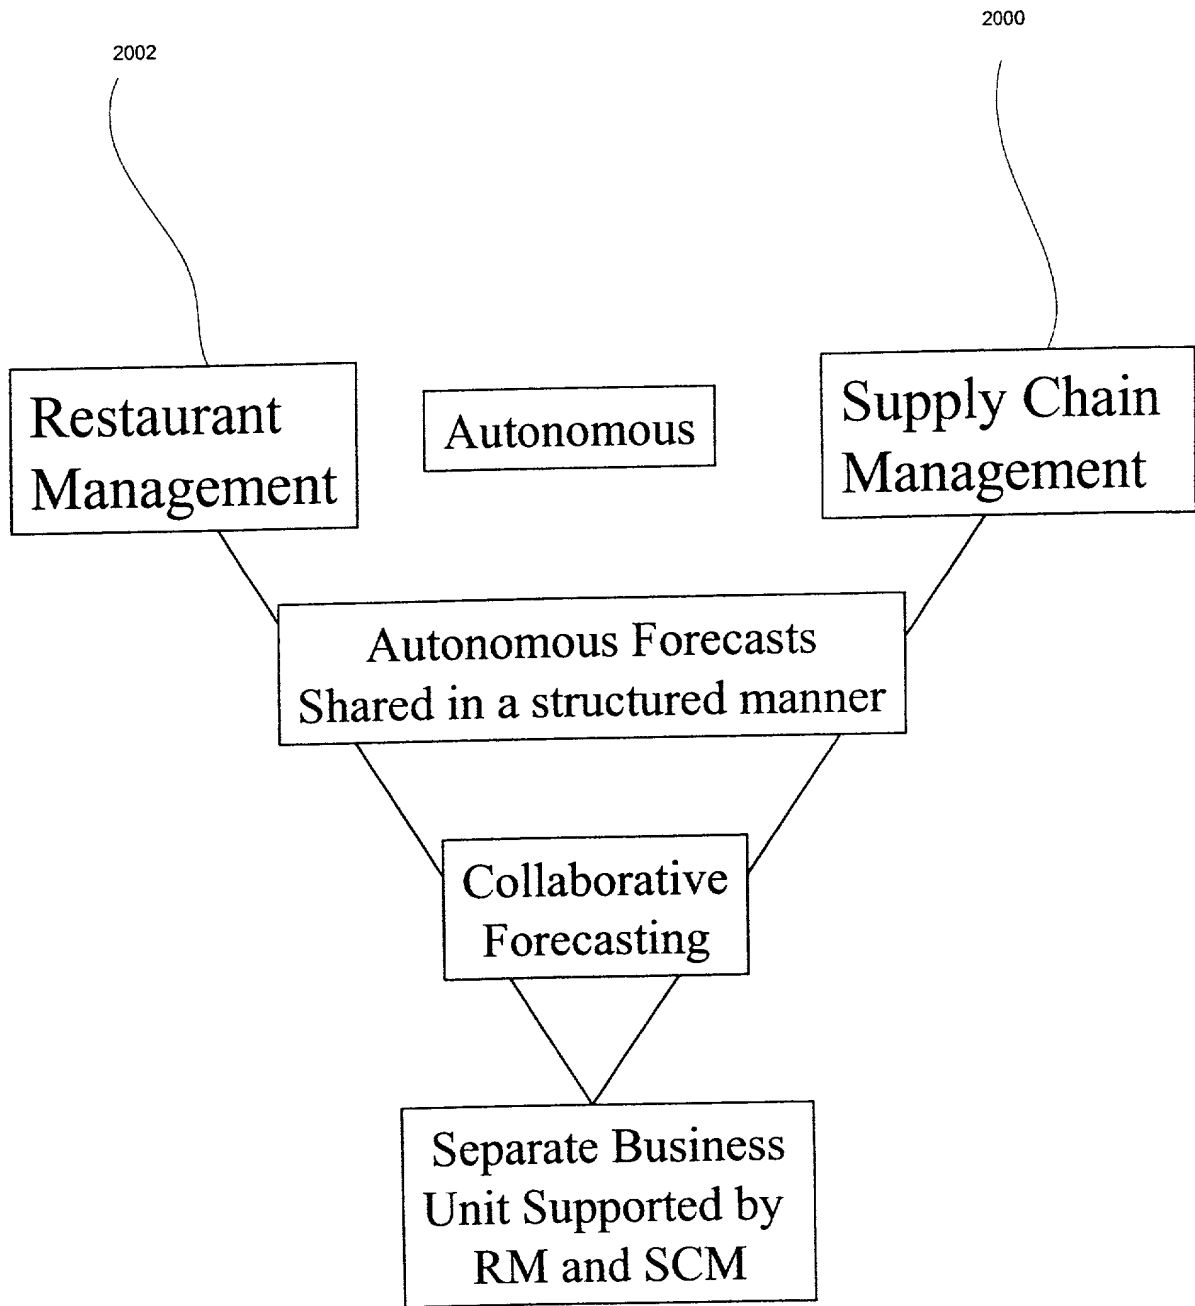 2002
2000
Restaurant
Management
Autonomous
Supply Chain
Management
Autonomous Forecasts
Shared in a structured manner
Collaborative
Forecasting
Separate Business
Unit Supported by
RM and SCM